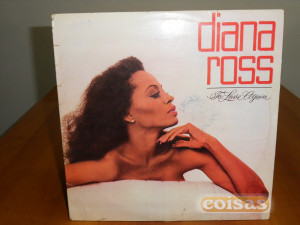 diana
ross
To Love Again
coisas